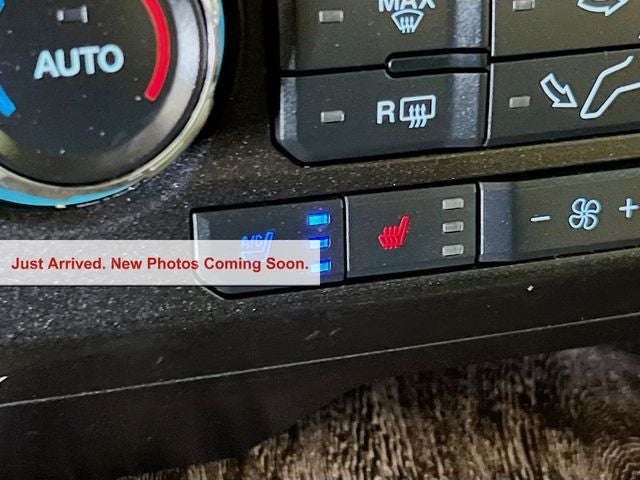 MAX
AUTO
R
A/C
Just Arrived. New Photos Coming Soon.
- +